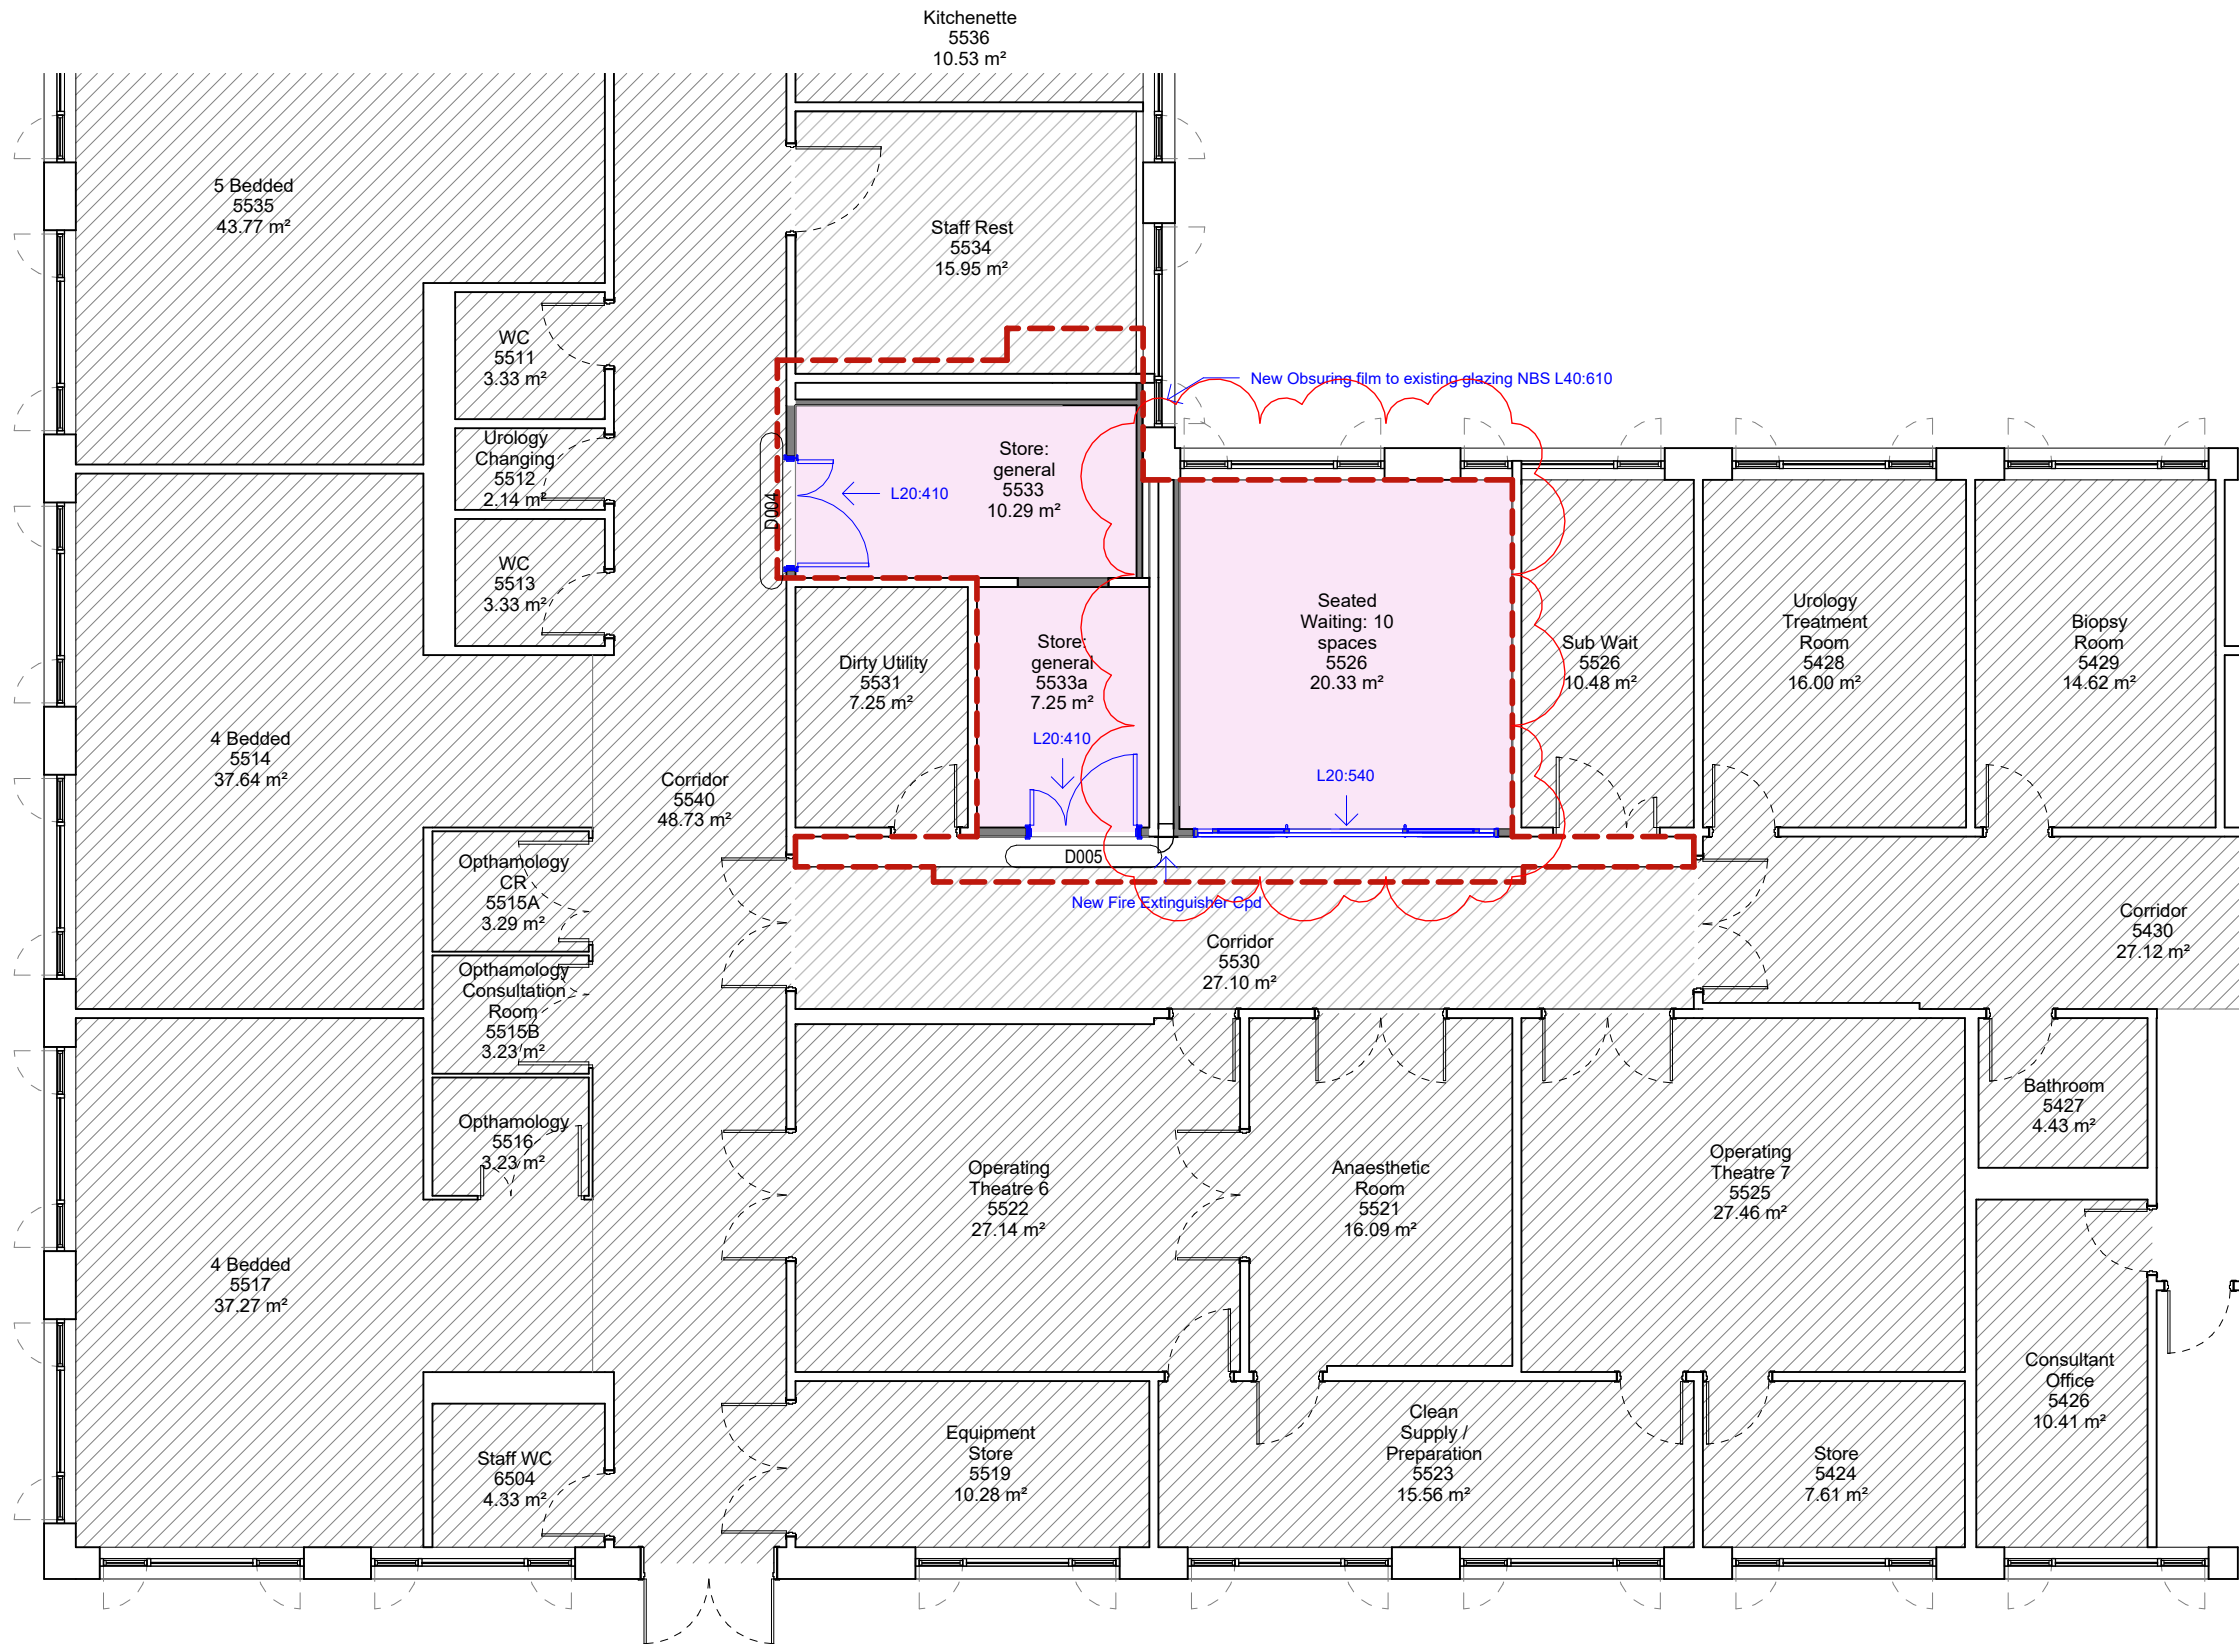 Kitchenette
5536
10.53 m²
5 Bedded
5535
43.77 m²
Staff Rest
5534
15.95 m²
WC
5511
3.33 m²
New Obsuring film to existing glazing NBS L40:610
Urology
Changing
5512
2.14 m²
Store:
general
5533
10.29 m²
L20:410
D004
WC
5513
3.33 m²
Dirty Utility
5531
7.25 m²
Store:
general
5533a
7.25 m²
L20:410
Seated
Waiting: 10
spaces
5526
20.33 m²
L20:540
Sub Wait
5526
10.48 m²
Urology
Treatment
Room
5428
16.00 m²
Biopsy
Room
5429
14.62 m²
4 Bedded
5514
37.64 m²
Corridor
5540
48.73 m²
D005
New Fire Extinguisher Cpd
Opthamology
CR
5515A
3.29 m²
Corridor
5530
27.10 m²
Corridor
5430
27.12 m²
Opthamology
Consultation
Room
5515B
3.23 m²
Opthamology
5516
3.23 m²
Operating
Theatre 6
5522
27.14 m²
Anaesthetic
Room
5521
16.09 m²
Operating
Theatre 7
5525
27.46 m²
Bathroom
5427
4.43 m²
4 Bedded
5517
37.27 m²
Consultant
Office
5426
10.41 m²
Staff WC
6504
4.33 m²
Equipment
Store
5519
10.28 m²
Clean
Supply /
Preparation
5523
15.56 m²
Store
5424
7.61 m²